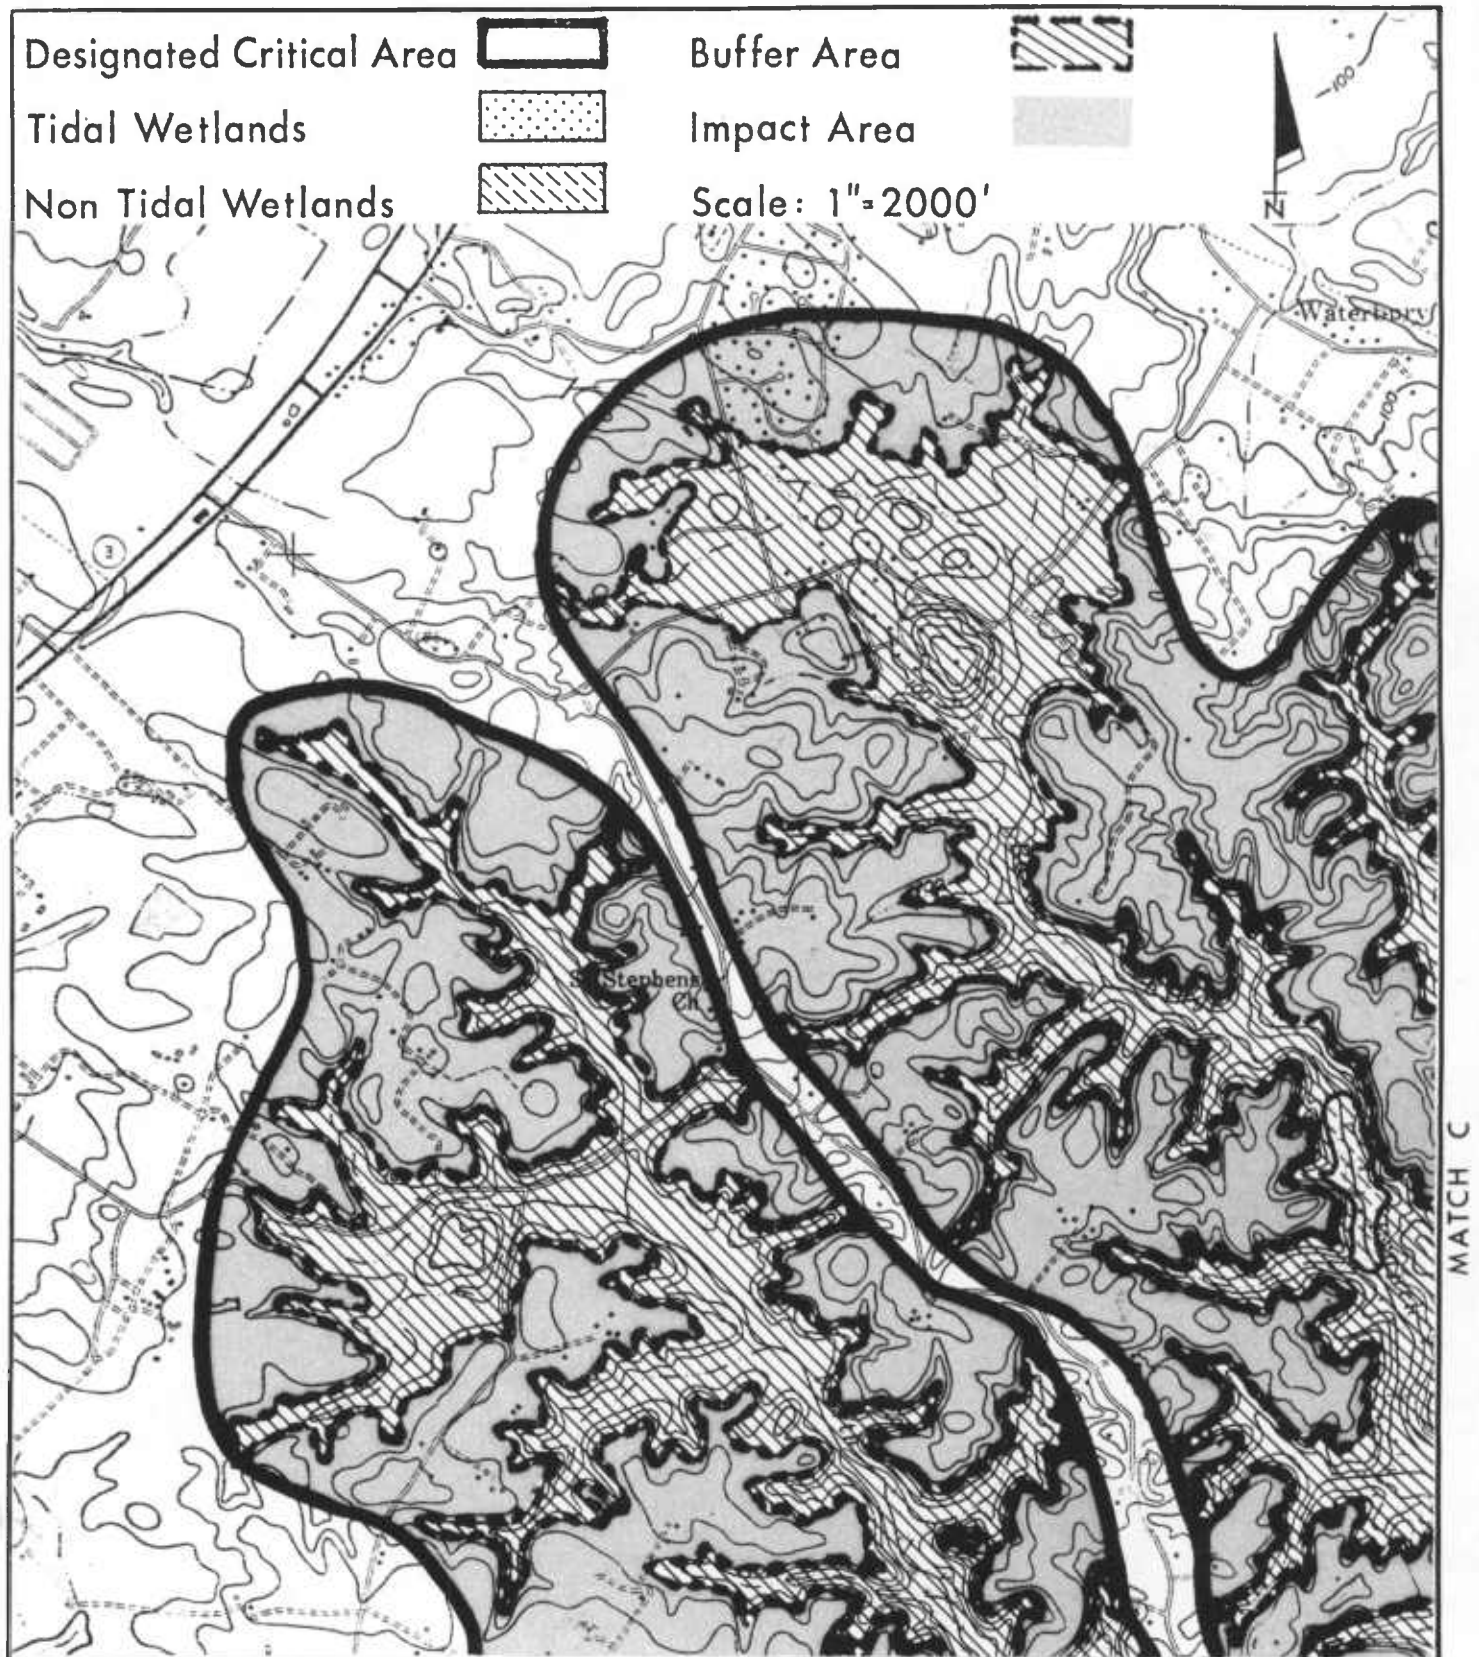 Designated Critical Area
Buffer Area
Tidal Wetlands
Impact Area
Non Tidal Wetlands
Scale: 1"=2000'
N
100
Waterbury
100
3
St Stephens
Ch
MATCH C